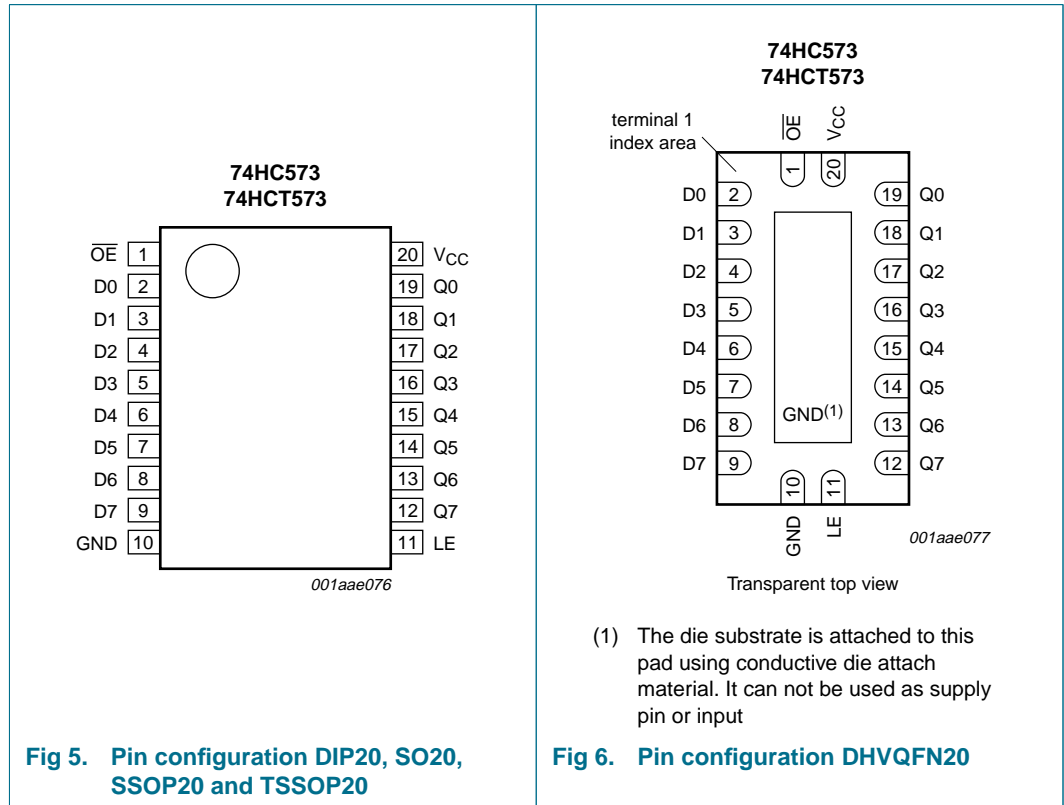 74HC573
74HCT573
OE 1
D0 2
D1 3
D2 4
D3 5
D4 6
D5 7
D6 8
D7 9
GND 10
20 VCC
19 Q0
18 Q1
17 Q2
16 Q3
15 Q4
14 Q5
13 Q6
12 Q7
11 LE
001aae076
Fig 5. Pin configuration DIP20, SO20,
SSOP20 and TSSOP20
74HC573
74HCT573
terminal 1
index area
OE
VCC
1
20
D0 2
D1 3
D2 4
D3 5
D4 6
D5 7
D6 8
D7 9
19 Q0
18 Q1
17 Q2
16 Q3
15 Q4
14 Q5
13 Q6
12 Q7
GND(1)
10
11
GND
LE
001aae077
Transparent top view
(1) The die substrate is attached to this
pad using conductive die attach
material. It can not be used as supply
pin or input
Fig 6. Pin configuration DHVQFN20